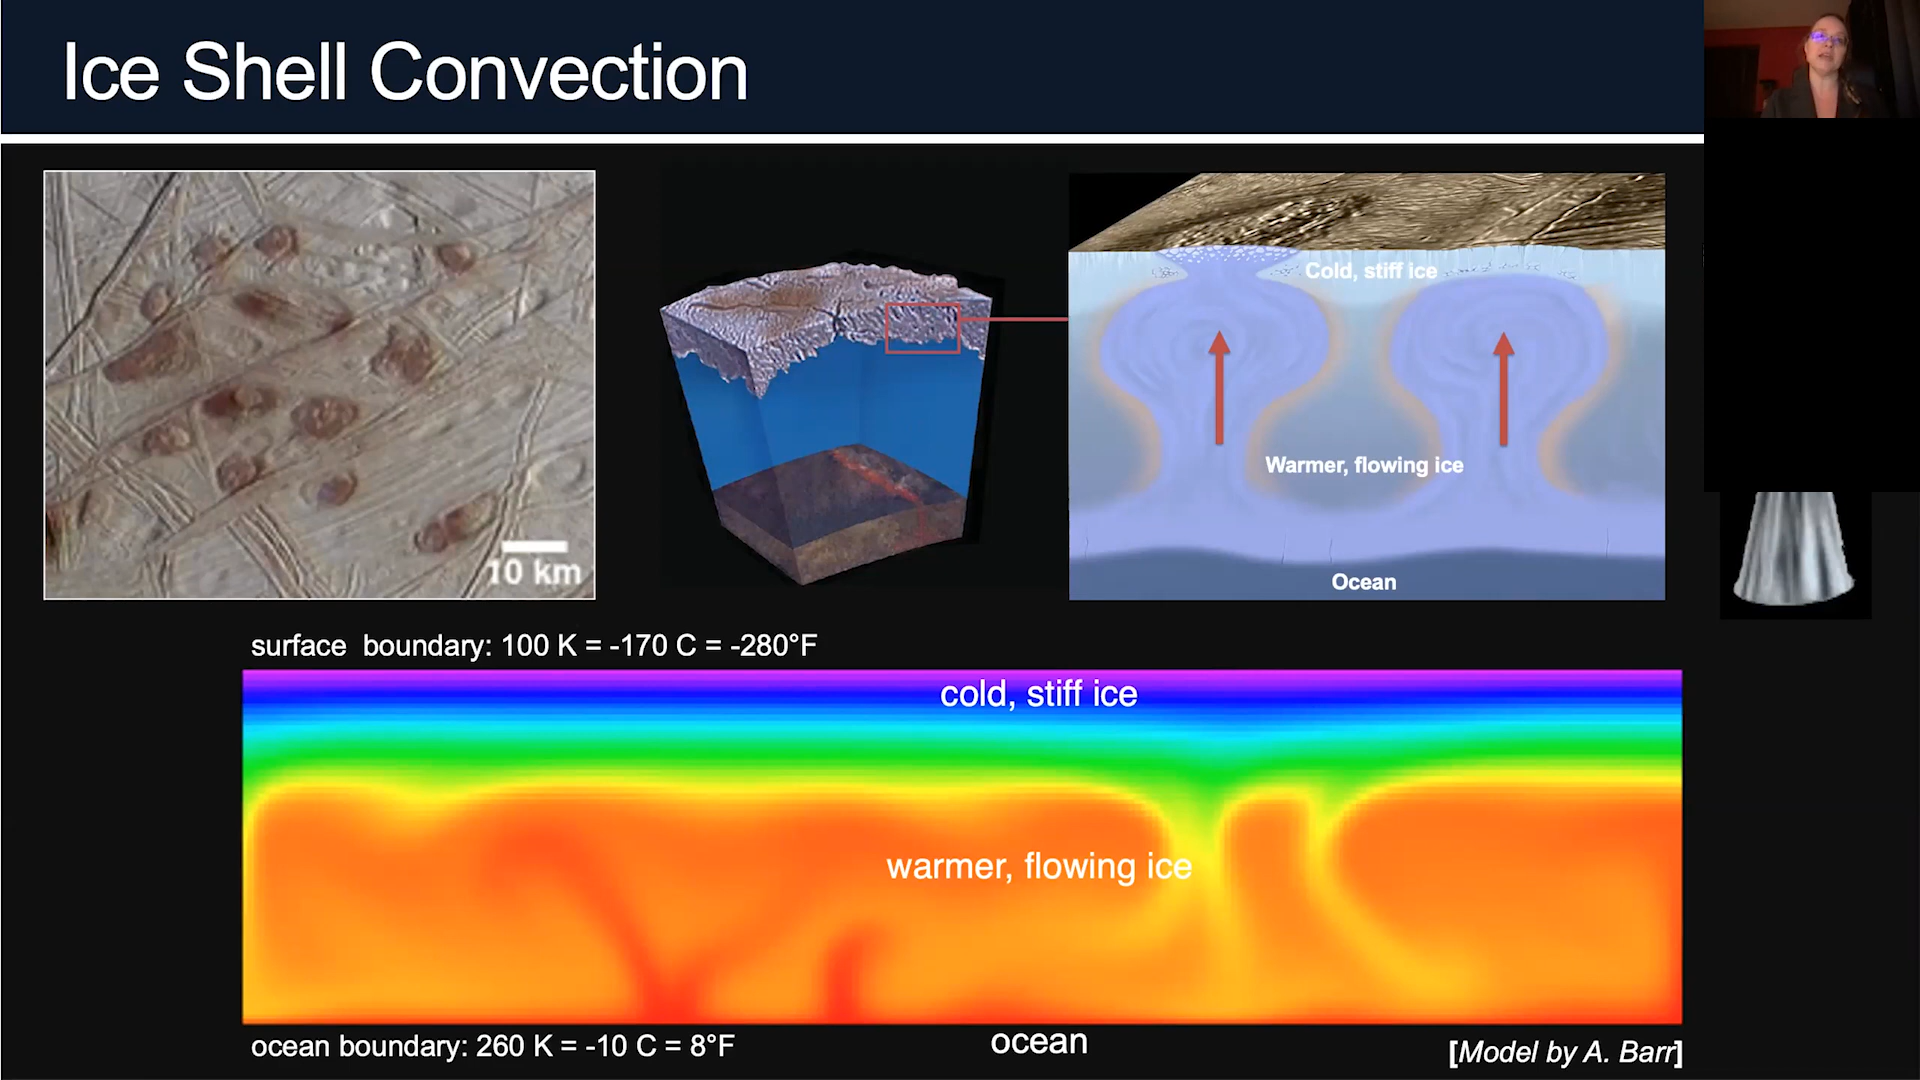 Ice Shell Convection
10 km
Cold, stiff ice
Warmer, flowing ice
Ocean
surface boundary: 100 K = -170 C = -280°F
cold, stiff ice
warmer, flowing ice
ocean boundary: 260 K = -10 C = 8°F
ocean
[Model by A. Barr]